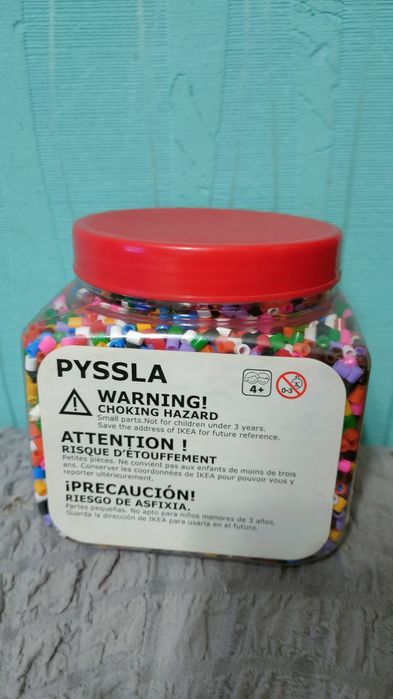 PYSSLA
4+
0-3
WARNING!
CHOKING HAZARD
Small parts.Not for children under 3 years.
Save the address of IKEA for future reference.
ATTENTION !
RISQUE D'ÉTOUFFEMENT
Petites pièces. Ne convient pas aux enfants de moins de trois
ans. Conserver les coordonnées de IKEA pour pouvoir vous y
reporter ultérieurement.
¡PRECAUCIÓN!
RIESGO DE ASFIXIA.
Partes pequeñas. No apto para niños menores de 3 años.
Guarda la dirección de IKEA para usarla en el futuro.